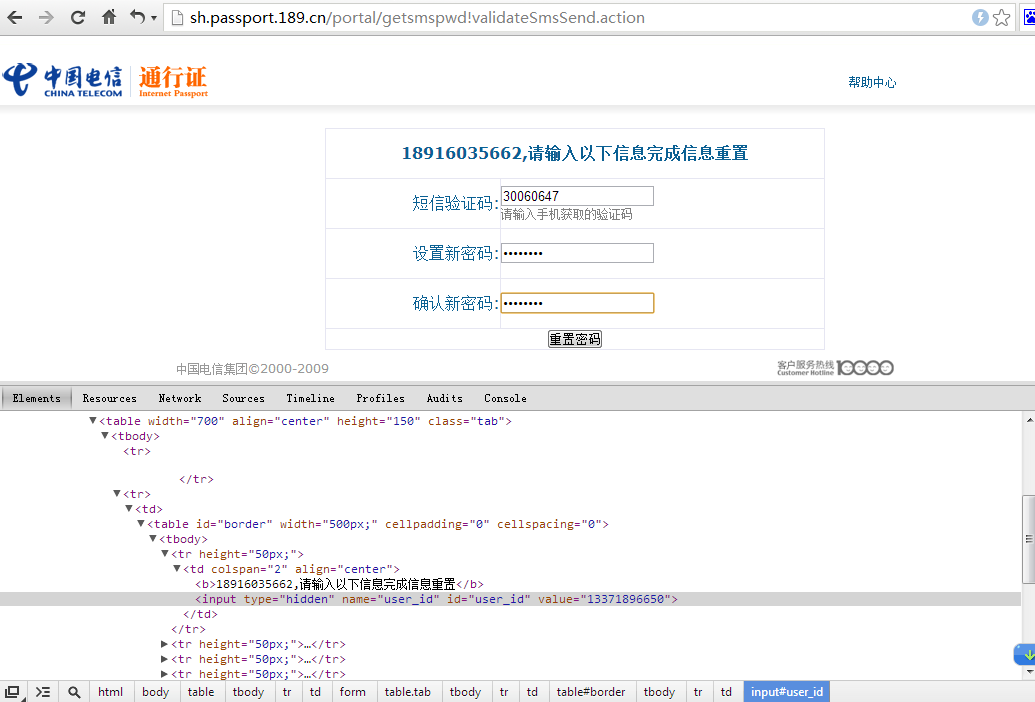 sh.passport.189.cn/portal/getsmspwd!validateSmsSend.action
中国电信 通行证
CHINA TELECOM Internet Passport
帮助中心
18916035662,请输入以下信息完成信息重置
短信验证码: 30060647
请输入手机获取的验证码
设置新密码: ••••••••
确认新密码: ••••••••
重置密码
中国电信集团©2000-2009
客户服务热线 10000
Customer Hotline
Elements Resources Network Sources Timeline Profiles Audits Console
▼<table width="700" align="center" height="150" class="tab">
▼<tbody>
<tr>
</tr>
▼<tr>
▼<td>
▼<table id="border" width="500px;" cellpadding="0" cellspacing="0">
▼<tbody>
▼<tr height="50px;">
▼<td colspan="2" align="center">
<b>18916035662,请输入以下信息完成信息重置</b>
<input type="hidden" name="user_id" id="user_id" value="13371896650">
</td>
</tr>
▶<tr height="50px;">…</tr>
▶<tr height="50px;">…</tr>
▶<tr height="50px;">…</tr>
html body table tbody tr td form table.tab tbody tr td table#border tbody tr td input#user_id